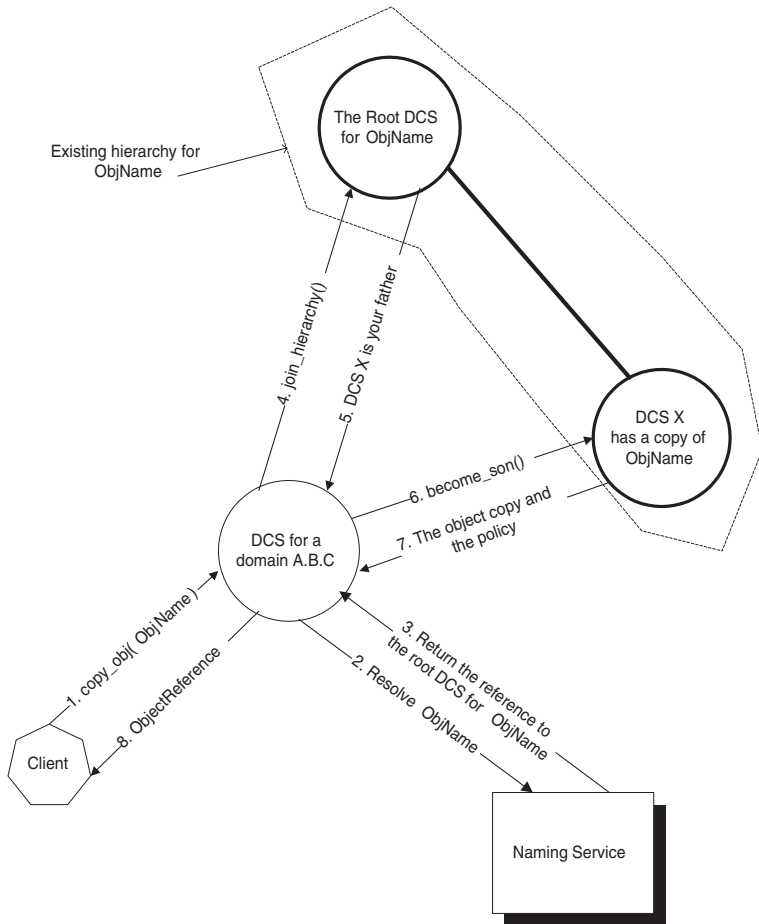 The Root DCS
for ObjName
Existing hierarchy for
ObjName
4. join_hierarchy()
5. DCS X is your father
DCS X
has a copy of
ObjName
6. become_son()
7. The object copy and
the policy
DCS for a
domain A.B.C
1. copy_obj( ObjName )
8. ObjectReference
2. Resolve ObjName
3. Return the reference to
the root DCS for ObjName
Client
Naming Service